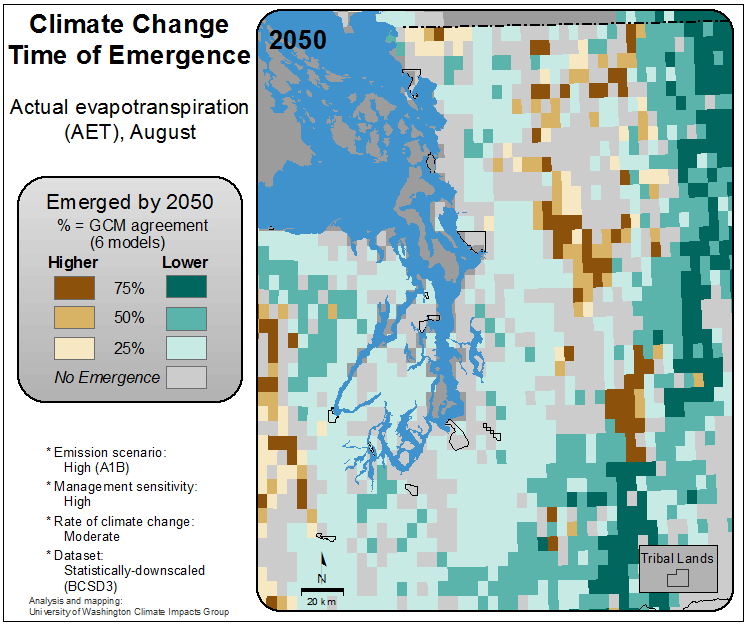 Climate Change
Time of Emergence
Actual evapotranspiration
(AET), August
Emerged by 2050
% = GCM agreement
(6 models)
Higher Lower
75%
50%
25%
No Emergence
* Emission scenario:
High (A1B)
* Management sensitivity:
High
* Rate of climate change:
Moderate
* Dataset:
Statistically-downscaled
(BCSD3)
Analysis and mapping:
University of Washington Climate Impacts Group
2050
N
20 km
Tribal Lands